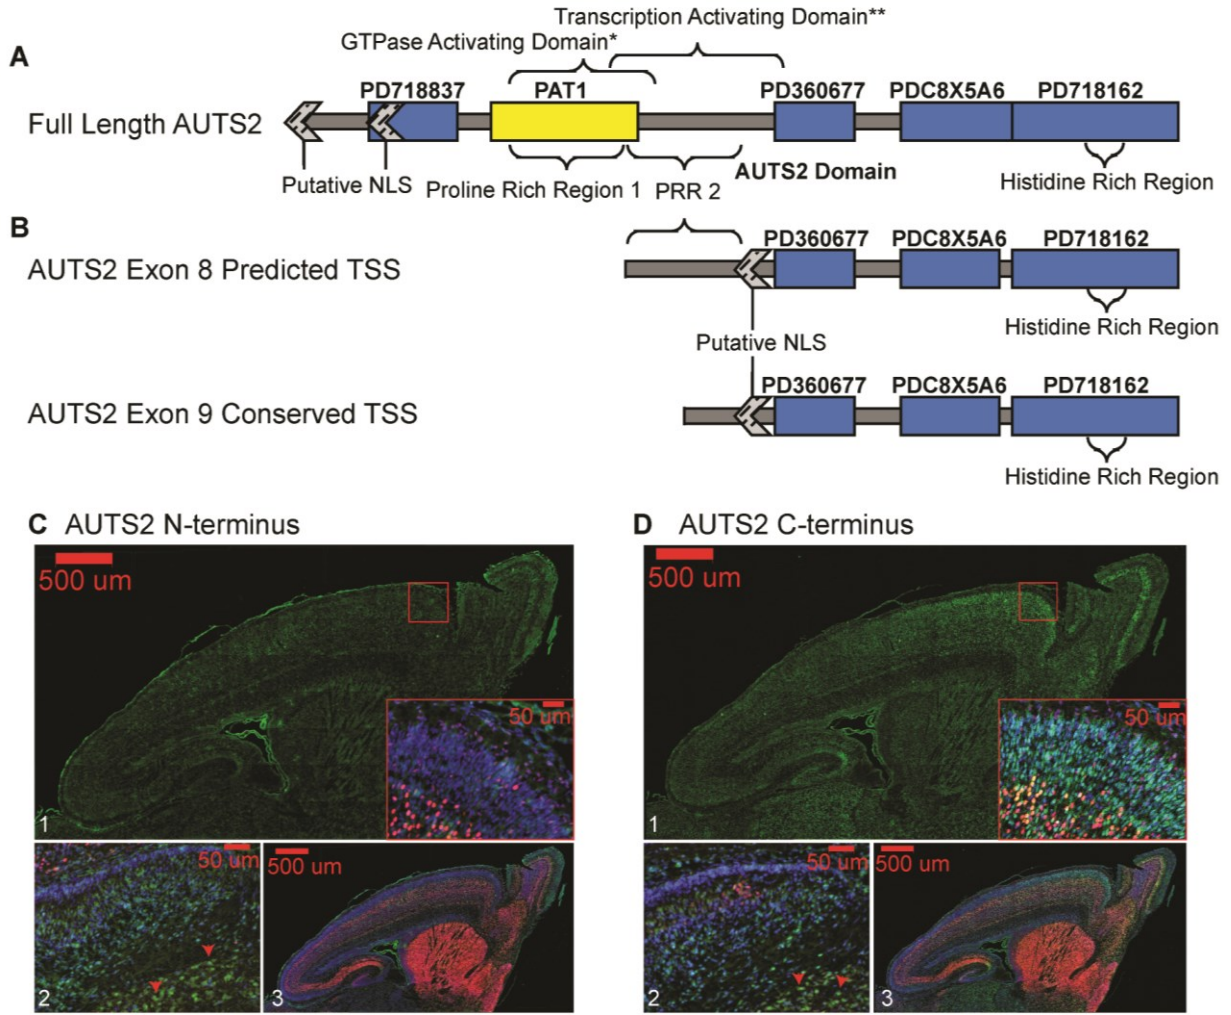 Transcription Activating Domain**
A
GTPase Activating Domain*
PD718837 PAT1 PD360677 PDC8X5A6 PD718162
Full Length AUTS2
Putative NLS Proline Rich Region 1 PRR 2 AUTS2 Domain Histidine Rich Region
B
PD360677 PDC8X5A6 PD718162
AUTS2 Exon 8 Predicted TSS
Histidine Rich Region
Putative NLS
PD360677 PDC8X5A6 PD718162
AUTS2 Exon 9 Conserved TSS
Histidine Rich Region
C AUTS2 N-terminus
500 um
50 um
1
50 um
2
500 um
3
D AUTS2 C-terminus
500 um
50 um
1
50 um
2
500 um
3